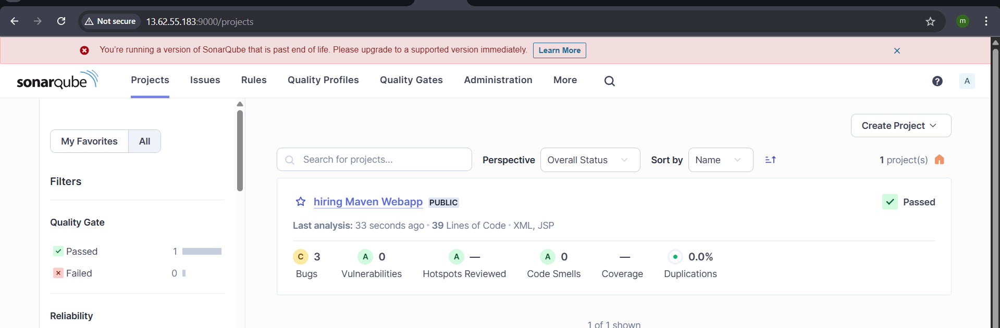 Not secure 13.62.55.183:9000/projects m
You’re running a version of SonarQube that is past end of life. Please upgrade to a supported version immediately. Learn More
sonarqube Projects Issues Rules Quality Profiles Quality Gates Administration More ? A
Create Project
My Favorites All
Search for projects... Perspective Overall Status Sort by Name 1 project(s)
Filters
hiring Maven Webapp PUBLIC Passed
Quality Gate
Last analysis: 33 seconds ago • 39 Lines of Code • XML, JSP
Passed 1
C 3 A 0 A — A 0 — 0.0%
Failed 0
Bugs Vulnerabilities Hotspots Reviewed Code Smells Coverage Duplications
Reliability
1 of 1 shown